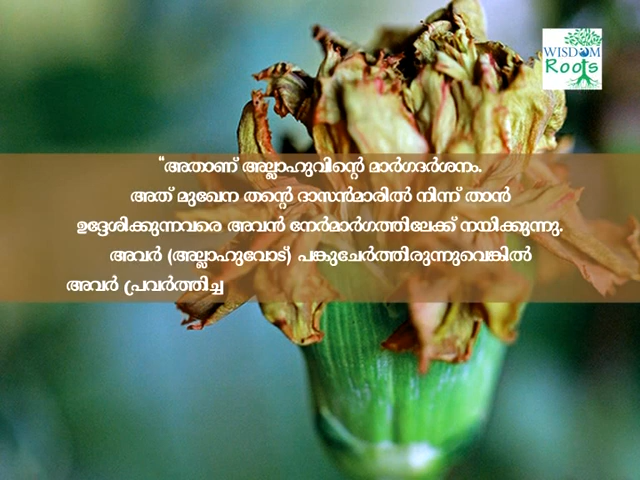 WISDOM
Roots
“അതാണ് അല്ലാഹുവിന്റെ മാർഗദർശനം.
അത് മുഖേന തന്റെ ദാസൻമാരിൽ നിന്ന് താൻ
ഉദ്ദേശിക്കുന്നവരെ അവൻ നേർമാർഗത്തിലേക്ക് നയിക്കുന്നു.
അവർ (അല്ലാഹുവോട്) പങ്കുചേർത്തിരുന്നുവെങ്കിൽ
അവർ പ്രവർത്തിച്ച